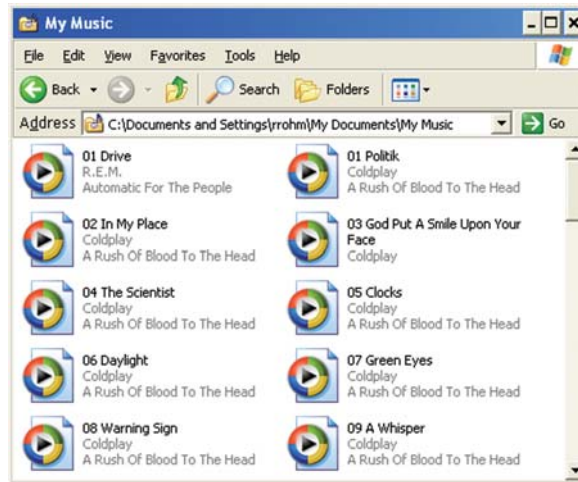 My Music
File Edit View Favorites Tools Help
Back Search Folders
Address C:\Documents and Settings\rrohm\My Documents\My Music Go
01 Drive
R.E.M.
Automatic For The People
01 Politik
Coldplay
A Rush Of Blood To The Head
02 In My Place
Coldplay
A Rush Of Blood To The Head
03 God Put A Smile Upon Your
Face
Coldplay
04 The Scientist
Coldplay
A Rush Of Blood To The Head
05 Clocks
Coldplay
A Rush Of Blood To The Head
06 Daylight
Coldplay
A Rush Of Blood To The Head
07 Green Eyes
Coldplay
A Rush Of Blood To The Head
08 Warning Sign
Coldplay
A Rush Of Blood To The Head
09 A Whisper
Coldplay
A Rush Of Blood To The Head